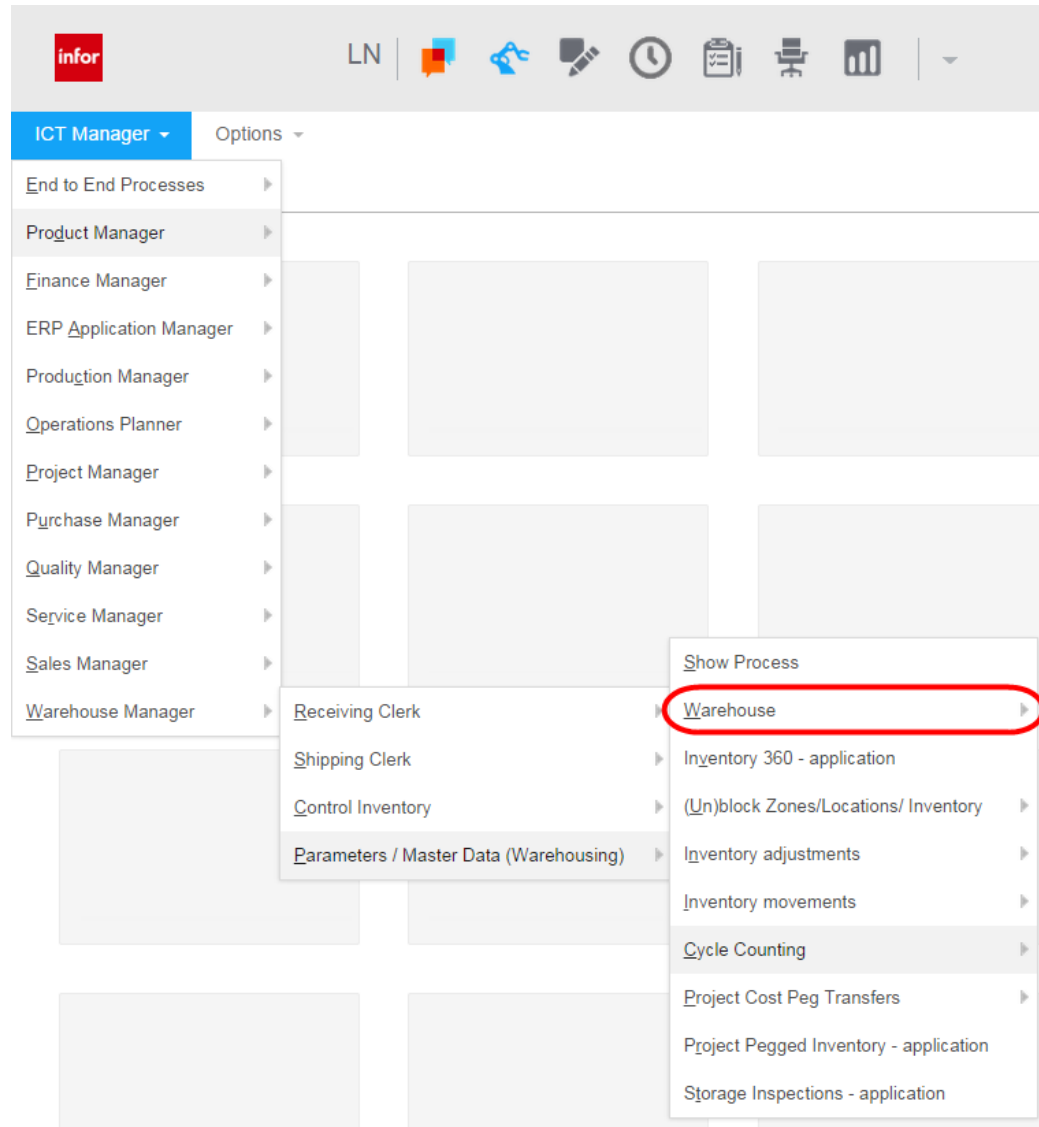 infor
LN
ICT Manager
Options
End to End Processes
Product Manager
Finance Manager
ERP Application Manager
Production Manager
Operations Planner
Project Manager
Purchase Manager
Quality Manager
Service Manager
Sales Manager
Warehouse Manager
Receiving Clerk
Shipping Clerk
Control Inventory
Parameters / Master Data (Warehousing)
Show Process
Warehouse
Inventory 360 - application
(Un)block Zones/Locations/ Inventory
Inventory adjustments
Inventory movements
Cycle Counting
Project Cost Peg Transfers
Project Pegged Inventory - application
Storage Inspections - application